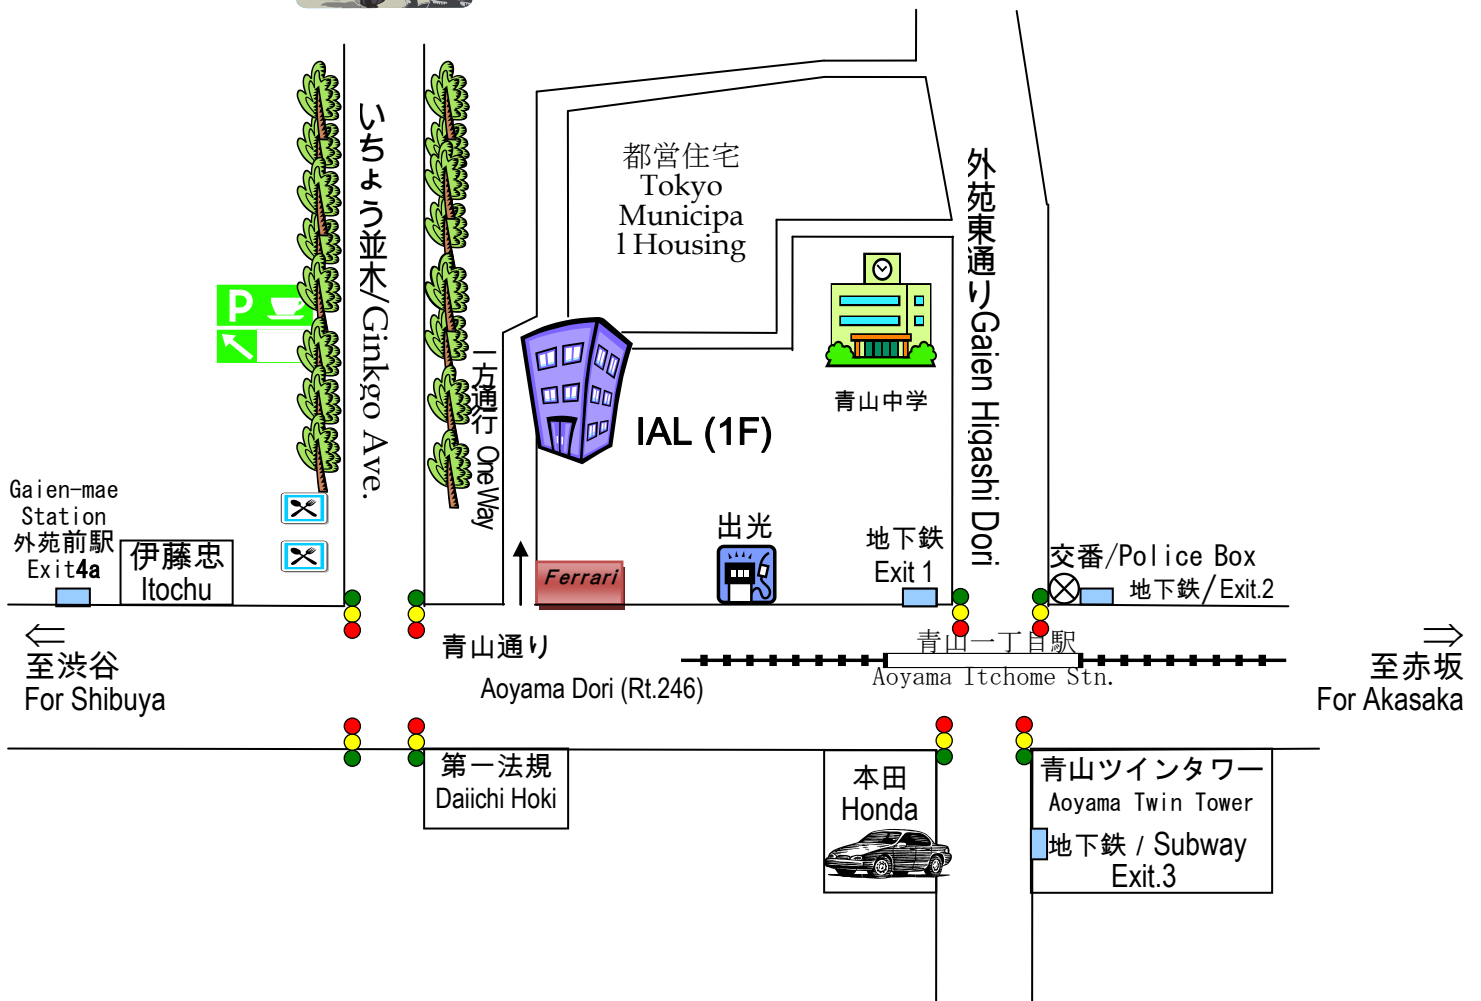 いちょう並木/Ginkgo Ave.
都営住宅
Tokyo
Municipa
l Housing
外苑東通りGaien Higashi Dori
P
一方通行 One Way
青山中学
IAL (1F)
Gaien-mae
Station
外苑前駅
Exit4a
伊藤忠
Itochu
Ferrari
出光
地下鉄
Exit 1
交番/Police Box
地下鉄/Exit.2
至渋谷
For Shibuya
青山通り
Aoyama Dori (Rt.246)
青山一丁目駅
Aoyama Itchome Stn.
至赤坂
For Akasaka
第一法規
Daiichi Hoki
本田
Honda
青山ツインタワー
Aoyama Twin Tower
地下鉄 / Subway
Exit.3